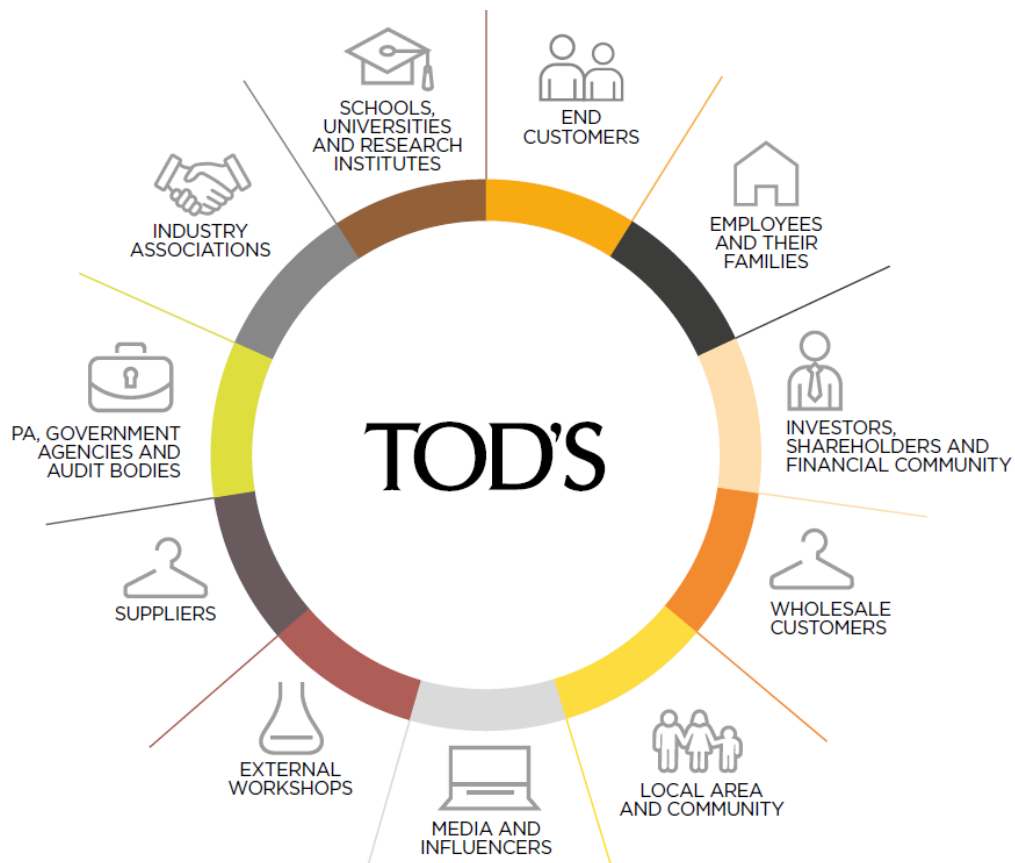 SCHOOLS,
UNIVERSITIES
AND RESEARCH
INSTITUTES
END
CUSTOMERS
EMPLOYEES
AND THEIR
FAMILIES
INVESTORS,
SHAREHOLDERS AND
FINANCIAL COMMUNITY
WHOLESALE
CUSTOMERS
LOCAL AREA
AND COMMUNITY
MEDIA AND
INFLUENCERS
EXTERNAL
WORKSHOPS
SUPPLIERS
PA, GOVERNMENT
AGENCIES AND
AUDIT BODIES
INDUSTRY
ASSOCIATIONS
TOD'S